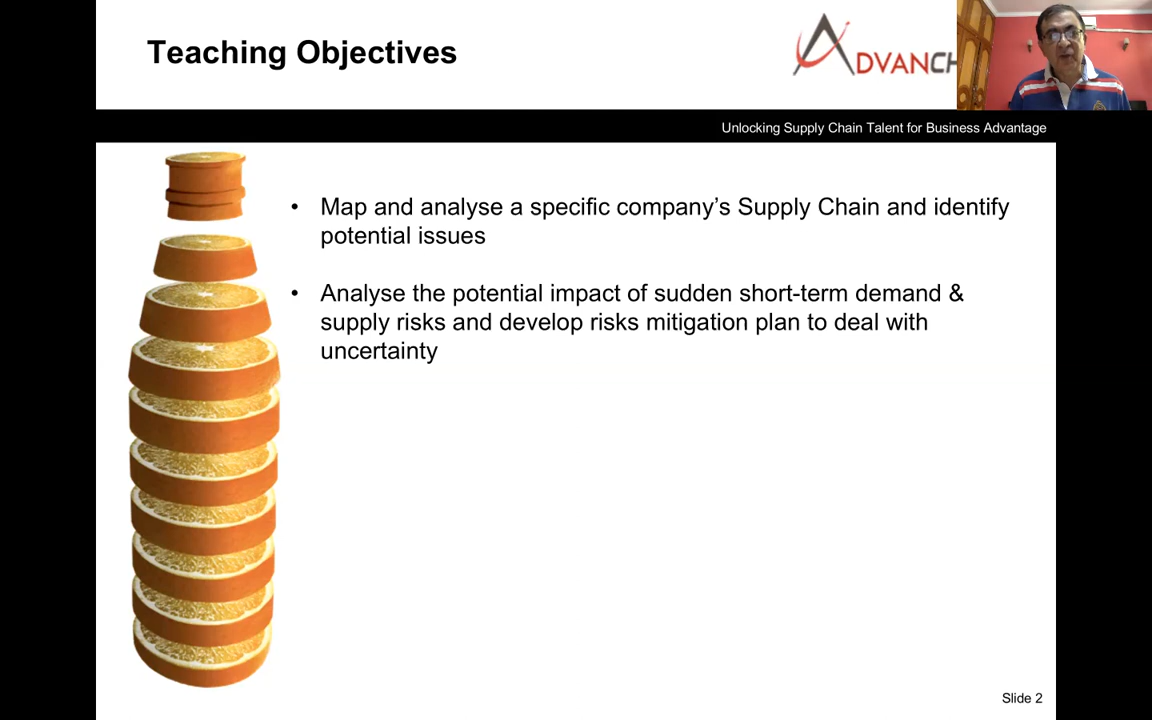 Teaching Objectives
DVANCH
Unlocking Supply Chain Talent for Business Advantage
• Map and analyse a specific company’s Supply Chain and identify
potential issues
• Analyse the potential impact of sudden short-term demand &
supply risks and develop risks mitigation plan to deal with
uncertainty
Slide 2